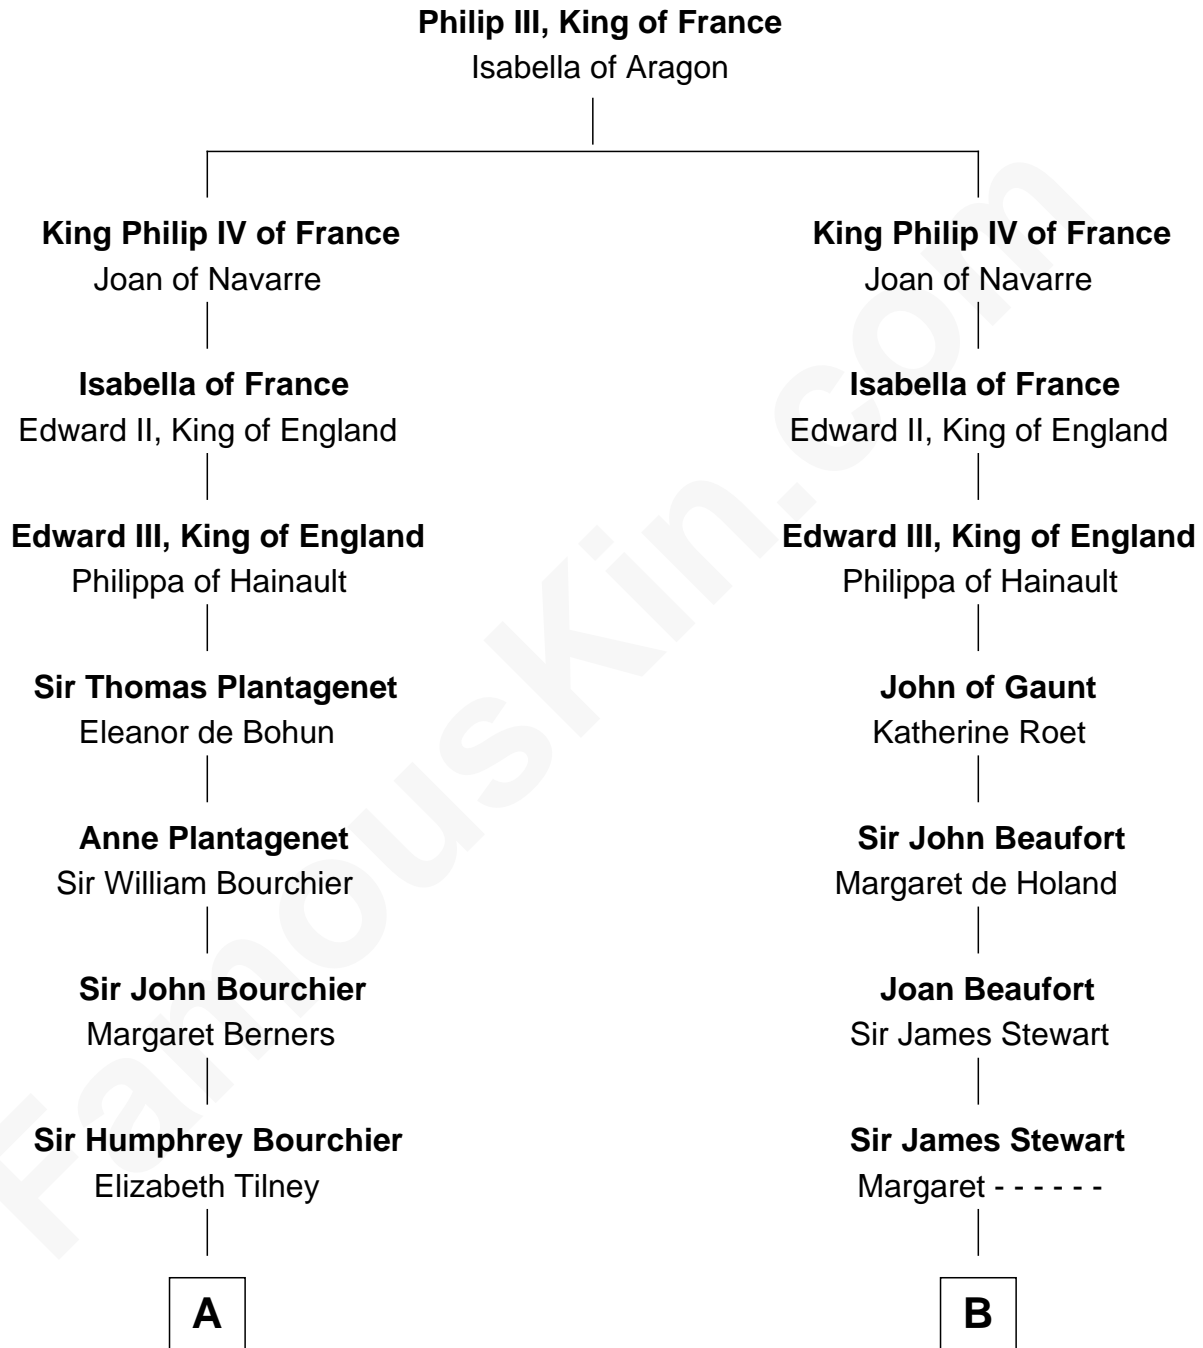 Philip III, King of France
Isabella of Aragon
King Philip IV of France
Joan of Navarre
King Philip IV of France
Joan of Navarre
Isabella of France
Edward II, King of England
Isabella of France
Edward II, King of England
Edward III, King of England
Philippa of Hainault
Edward III, King of England
Philippa of Hainault
Sir Thomas Plantagenet
Eleanor de Bohun
John of Gaunt
Katherine Roet
Anne Plantagenet
Sir William Bourchier
Sir John Beaufort
Margaret de Holand
Sir John Bourchier
Margaret Berners
Joan Beaufort
Sir James Stewart
Sir Humphrey Bourchier
Elizabeth Tilney
Sir James Stewart
Margaret - - - - - -
A
B
FamousKin.com